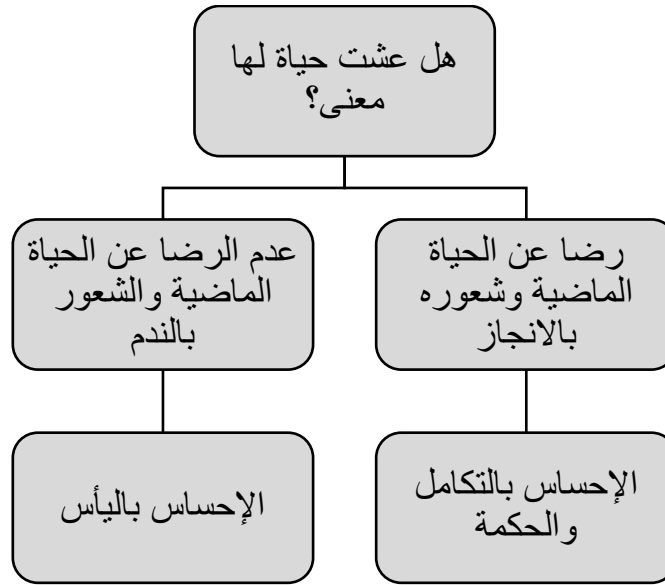 هل عشت حياة لها
معنى؟
رضا عن الحياة
الماضية وشعوره
بالانجاز
عدم الرضا عن الحياة
الماضية والشعور
بالندم
الإحساس بالتكامل
والحكمة
الإحساس باليأس